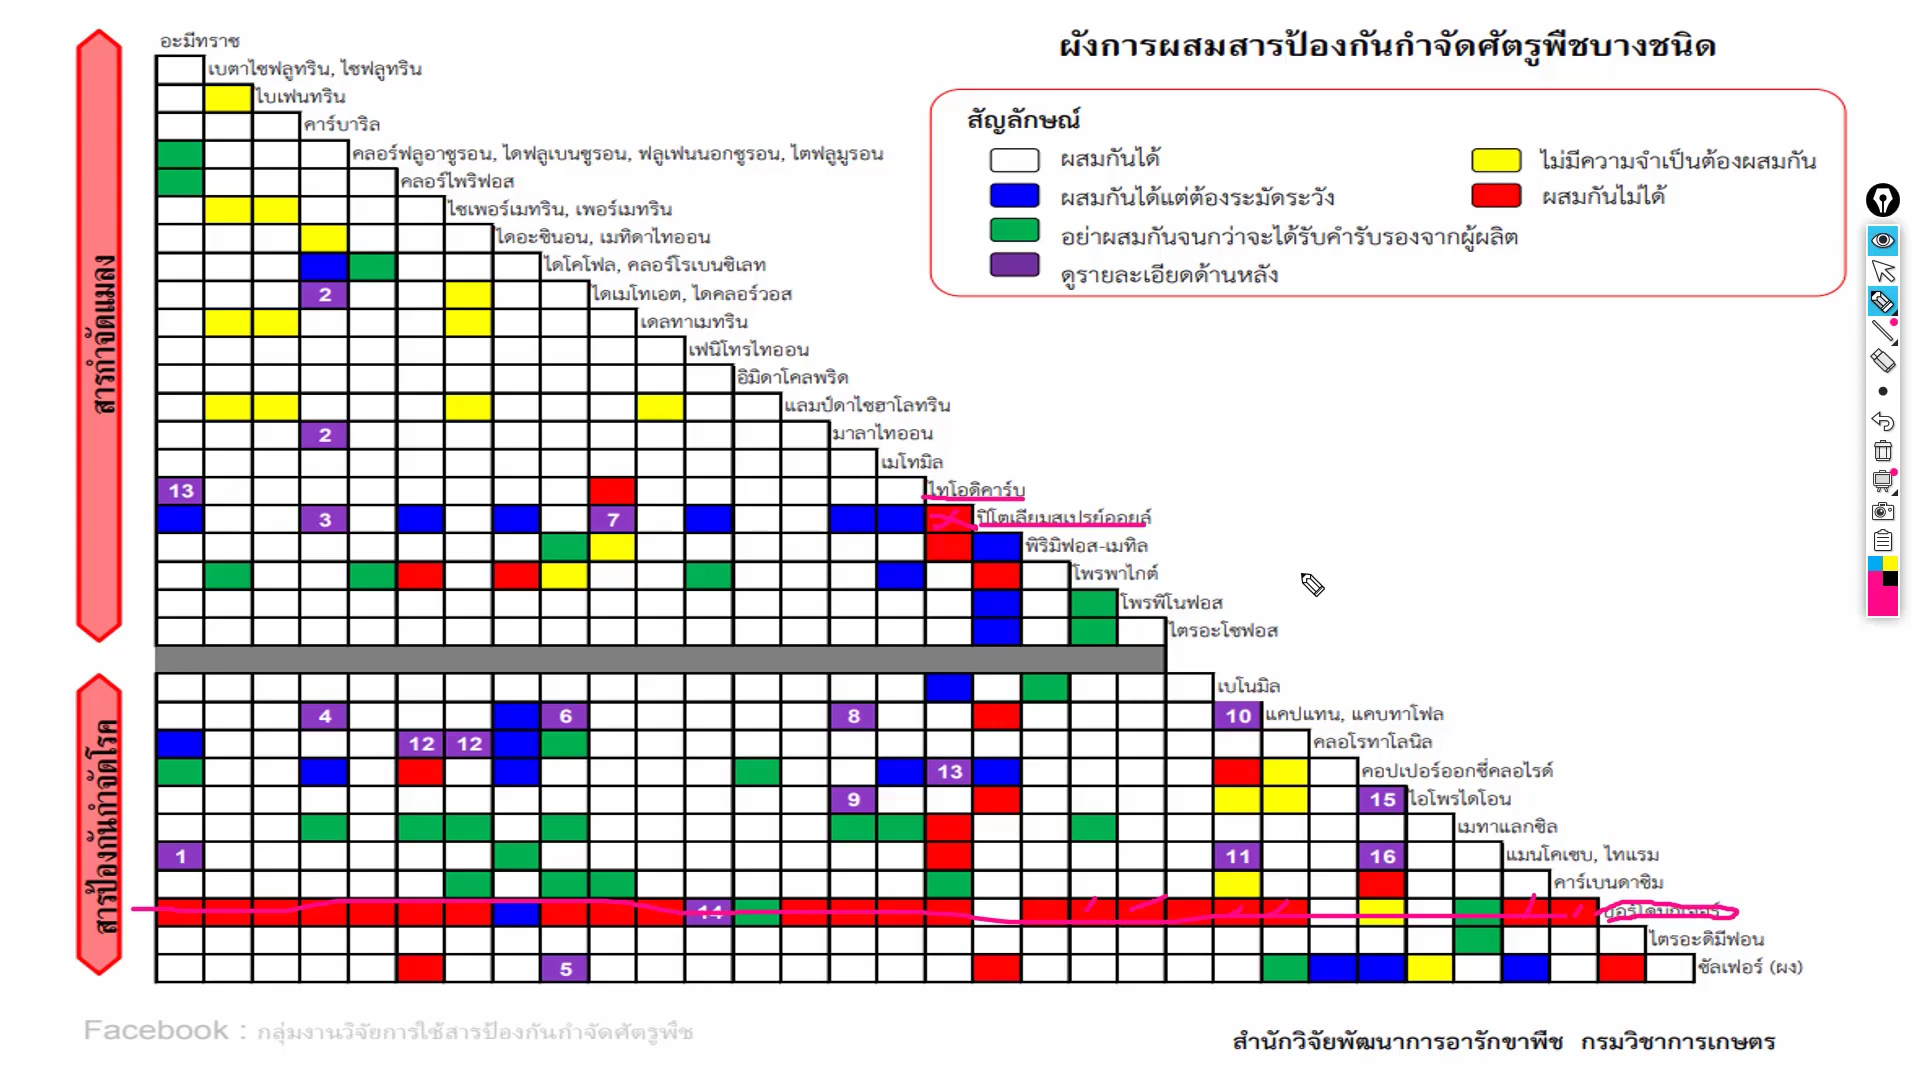 ผังการผสมสารป้องกันกำจัดศัตรูพืชบางชนิด
สัญลักษณ์
ผสมกันได้
ผสมกันได้แต่ต้องระมัดระวัง
อย่าผสมกันจนกว่าจะได้รับคำรับรองจากผู้ผลิต
ดูรายละเอียดด้านหลัง
ไม่มีความจำเป็นต้องผสมกัน
ผสมกันไม่ได้
สารกำจัดแมลง
อะมีทราซ
เบตาไซฟลูทริน, ไซฟลูทริน
ไบเฟนทริน
คาร์บาริล
คลอร์ฟลูอาซูรอน, ไดฟลูเบนซูรอน, ฟลูเฟนนอกซูรอน, ไตฟลูมูรอน
คลอร์ไพริฟอส
ไซเพอร์เมทริน, เพอร์เมทริน
ไดอะซินอน, เมทิดาไทออน
ไดโคโฟล, คลอร์โรเบนซิเลท
2 ไดเมโทเอต, ไดคลอร์วอส
เดลทาเมทริน
เฟนิโทรไทออน
อิมิดาโคลพริด
แลมป์ดาไซฮาโลทริน
2 มาลาไทออน
เมโทมิล
13 ไทโอดิคาร์บ
3 7 ปิโตเลียมสเปรย์ออยล์
พิริมิฟอส-เมทิล
โพรพาไกต์
โพรฟิโนฟอส
ไตรอะโซฟอส
สารป้องกันกำจัดโรค
เบโนมิล
4 6 8 10 แคปแทน, แคบทาโฟล
12 12 คลอโรทาโลนิล
13 คอปเปอร์ออกซี่คลอไรด์
9 15 ไอโพรไดโอน
เมทาแลกซิล
1 11 16 แมนโคเซบ, ไทแรม
คาร์เบนดาซิม
14
ไตรอะดิมีฟอน
5 ซัลเฟอร์ (ผง)
Facebook : กลุ่มงานวิจัยการใช้สารป้องกันกำจัดศัตรูพืช
สำนักวิจัยพัฒนาการอารักขาพืช กรมวิชาการเกษตร